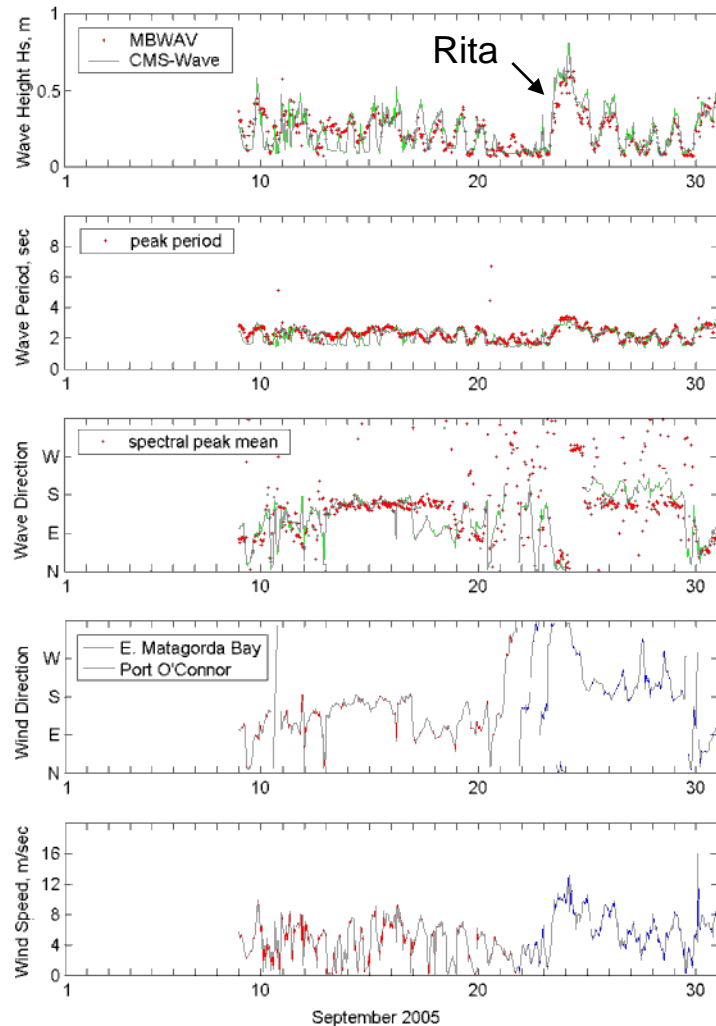 Wave Height Hs, m
0.5
0
MBWAV
CMS-Wave
Rita
1
10
20
30
Wave Period, sec
8
6
4
2
0
peak period
1
10
20
30
Wave Direction
W
S
E
N
spectral peak mean
1
10
20
30
Wind Direction
W
S
E
N
E. Matagorda Bay
Port O'Connor
1
10
20
30
Wind Speed, m/sec
16
12
8
4
0
1
10
20
30
September 2005